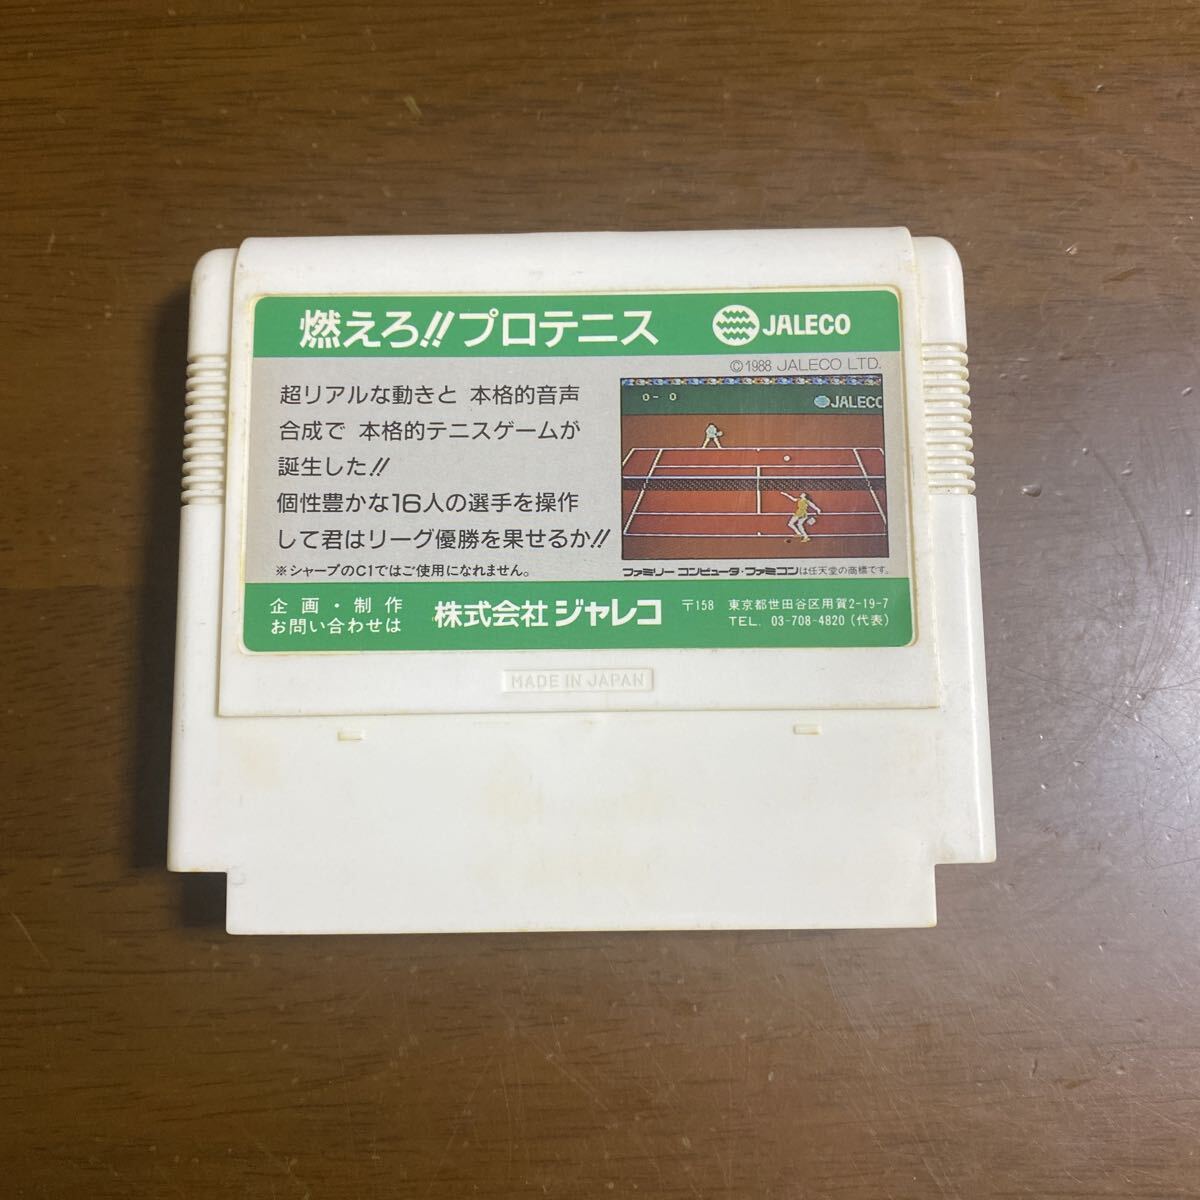 燃えろ!!プロテニス
JALECO
©1988 JALECO LTD.
超リアルな動きと 本格的音声
合成で 本格的テニスゲームが
誕生した!!
個性豊かな16人の選手を操作
して君はリーグ優勝を果せるか!!
※シャープのC1ではご使用になれません。
0- 0
JALECO
ファミリー コンピュータ・ファミコンは任天堂の商標です。
企画・制作
お問い合わせは
株式会社 ジャレコ
〒158 東京都世田谷区用賀2-19-7
TEL. 03-708-4820(代表)
MADE IN JAPAN